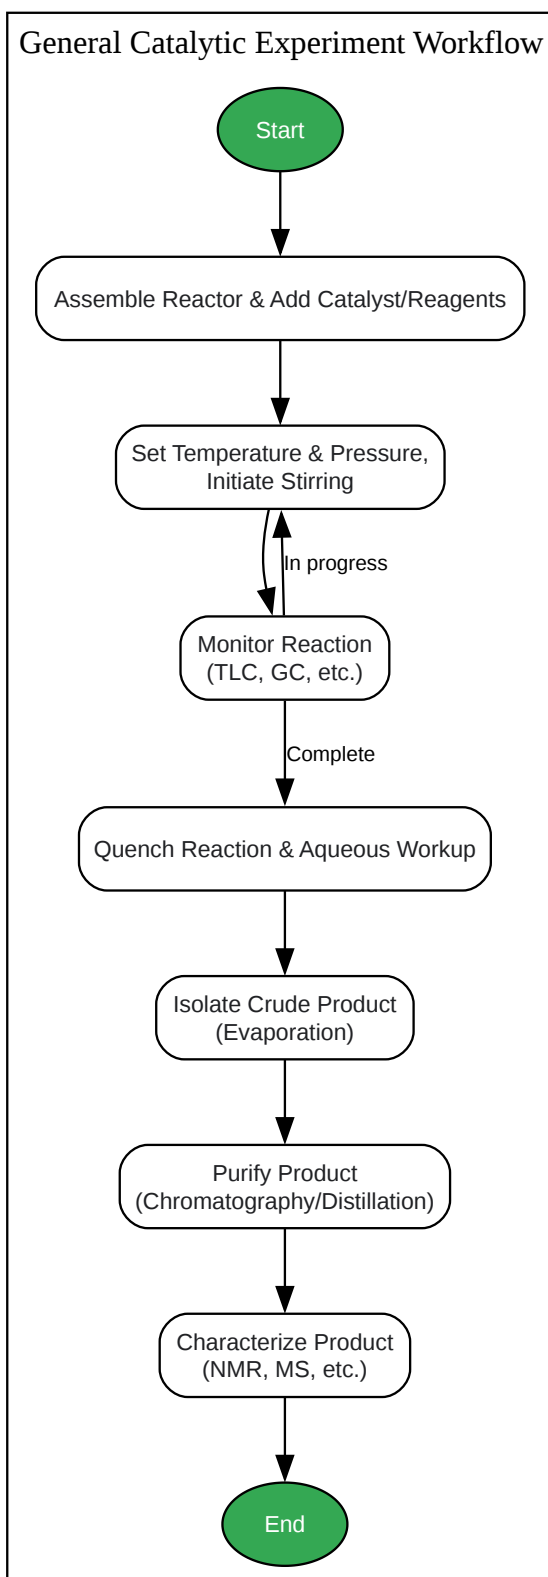 General Catalytic Experiment Workflow
Start
Assemble Reactor & Add Catalyst/Reagents
Set Temperature & Pressure,
Initiate Stirring
In progress
Monitor Reaction
(TLC, GC, etc.)
Complete
Quench Reaction & Aqueous Workup
Isolate Crude Product
(Evaporation)
Purify Product
(Chromatography/Distillation)
Characterize Product
(NMR, MS, etc.)
End